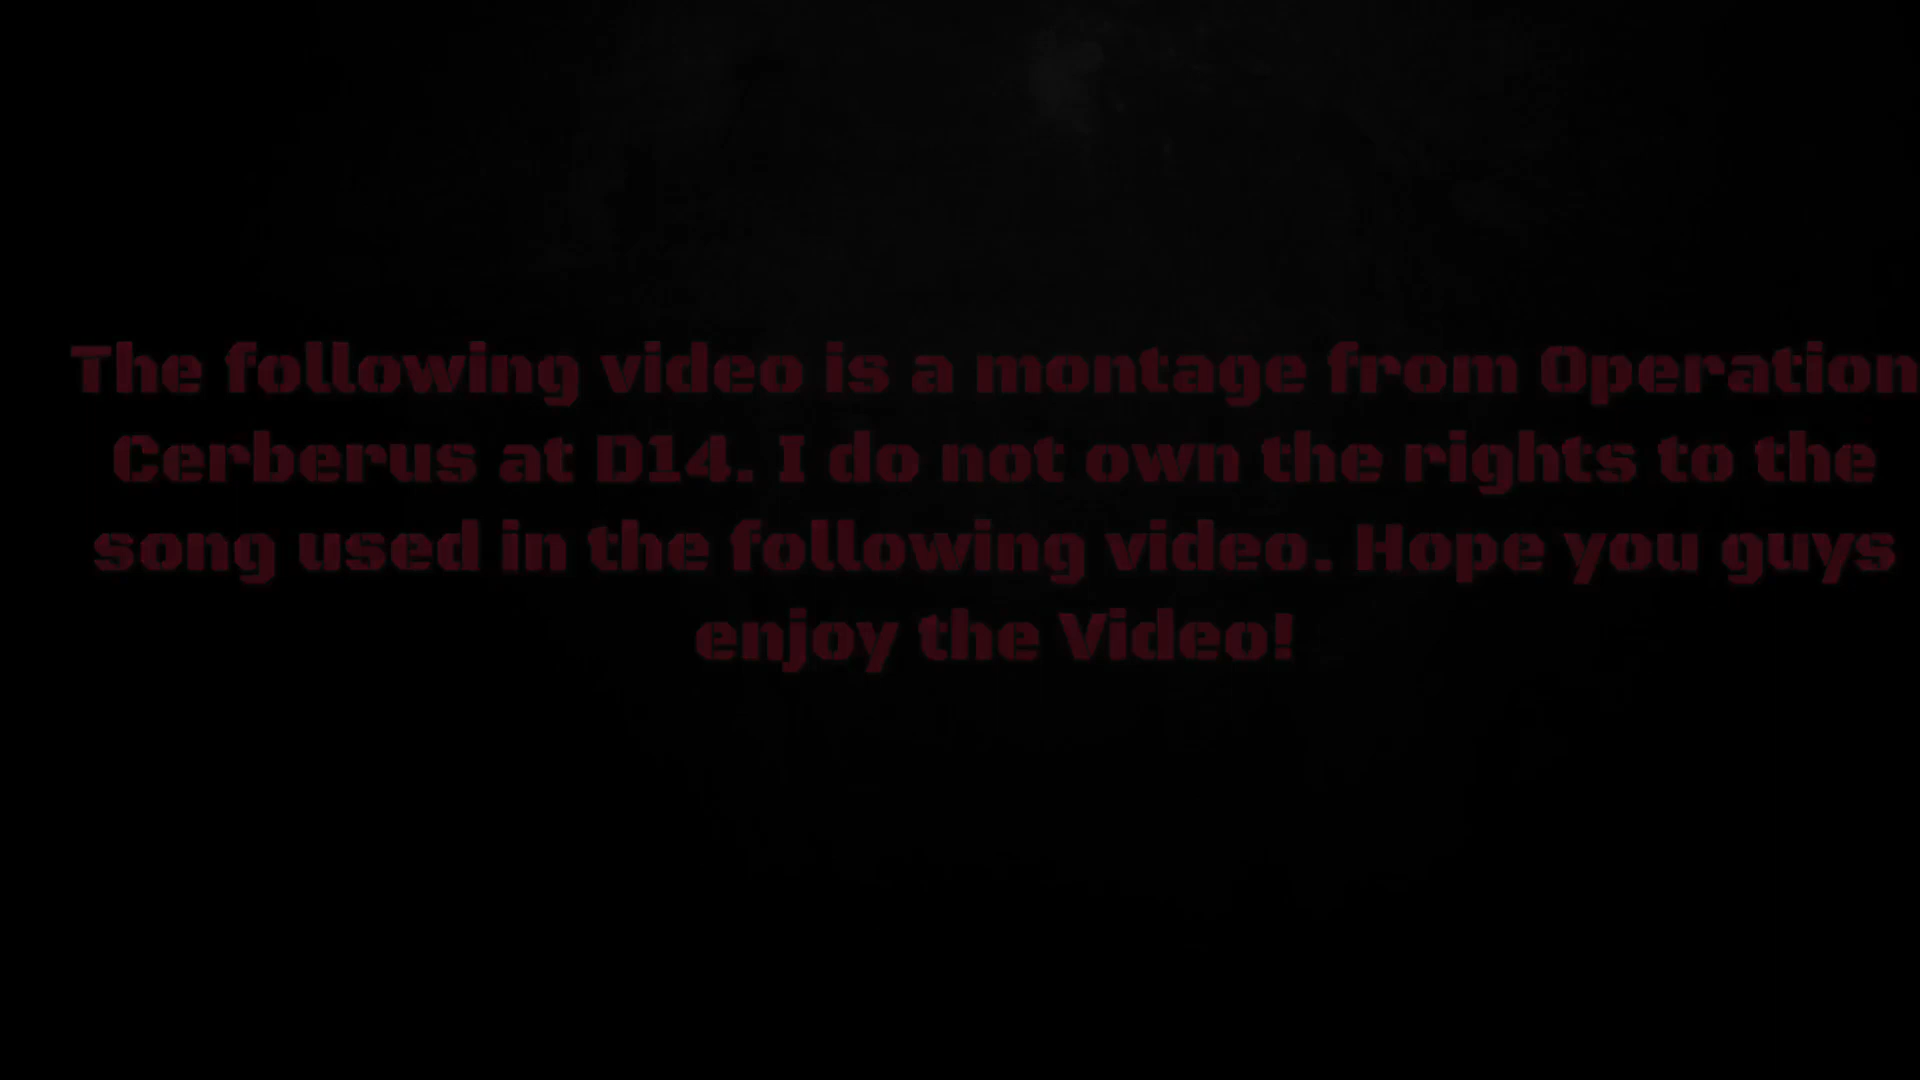 The following video is a montage from Operation
Cerberus at D14. I do not own the rights to the
song used in the following video. Hope you guys
enjoy the Video!